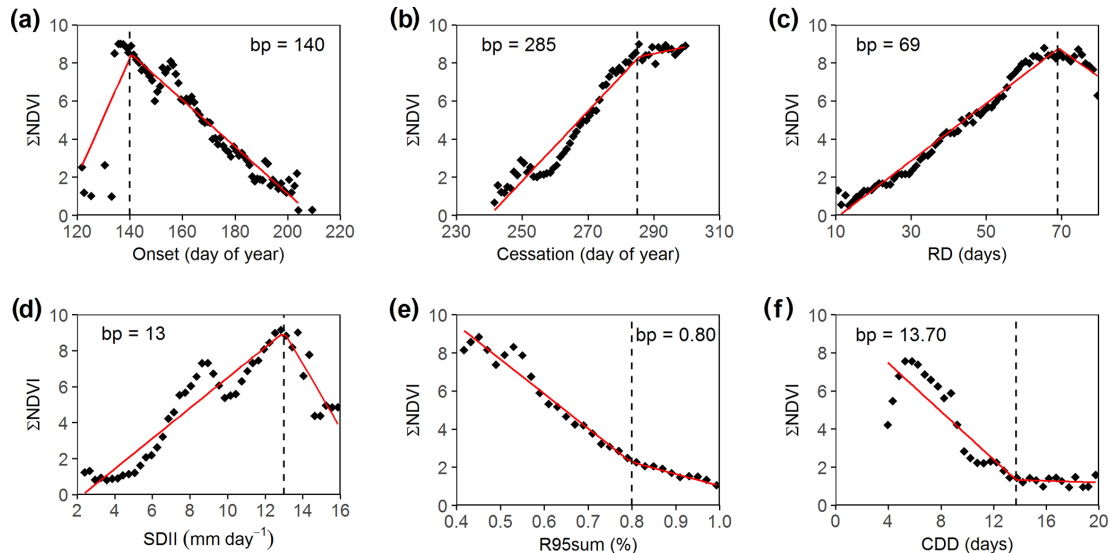 (a)
bp = 140
ΣNDVI
10
8
6
4
2
0
120 140 160 180 200 220
Onset (day of year)
(b)
bp = 285
ΣNDVI
10
8
6
4
2
0
230 250 270 290 310
Cessation (day of year)
(c)
bp = 69
ΣNDVI
10
8
6
4
2
0
10 30 50 70
RD (days)
(d)
bp = 13
ΣNDVI
10
8
6
4
2
0
2 4 6 8 10 12 14 16
SDII (mm day⁻¹)
(e)
bp = 0.80
ΣNDVI
10
8
6
4
2
0
0.4 0.5 0.6 0.7 0.8 0.9 1.0
R95sum (%)
(f)
bp = 13.70
ΣNDVI
10
8
6
4
2
0
0 4 8 12 16 20
CDD (days)